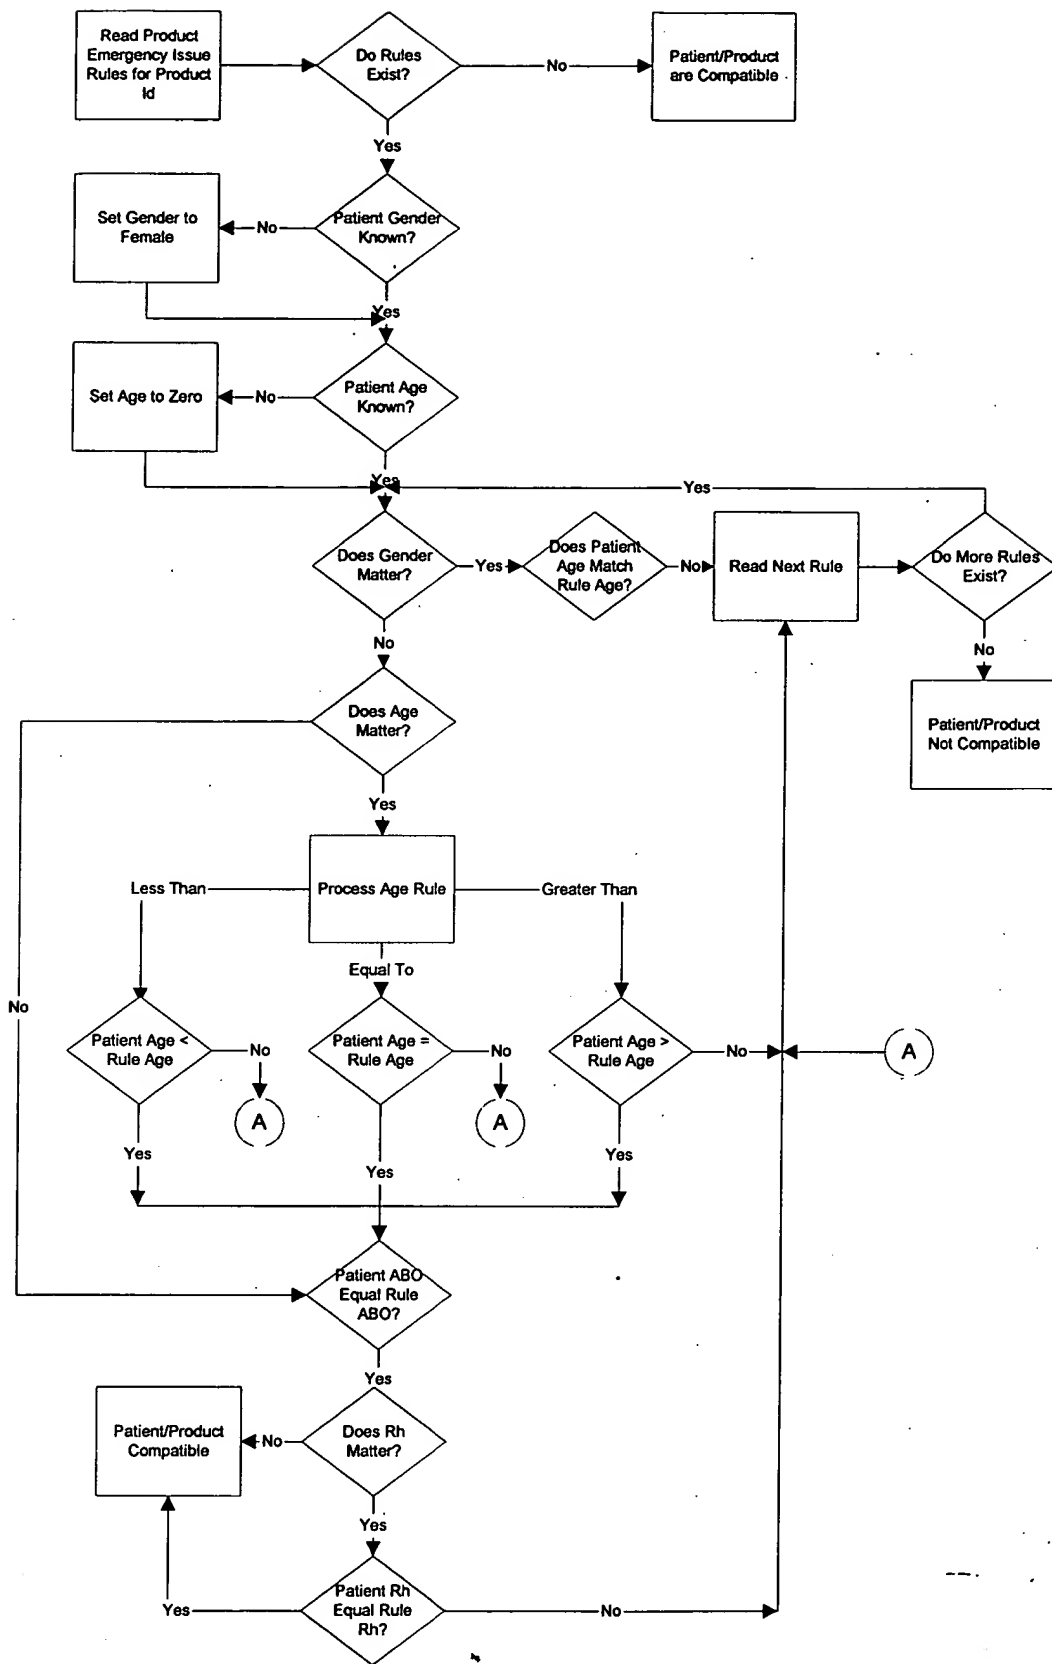 Read Product
Emergency Issue
Rules for Product
Id
Do Rules
Exist?
No
Patient/Product
are Compatible
Yes
Set Gender to
Female
No
Patient Gender
Known?
Yes
Set Age to Zero
No
Patient Age
Known?
Yes
Yes
Does Gender
Matter?
Yes
Does Patient
Age Match
Rule Age?
No
Read Next Rule
Do More Rules
Exist?
No
No
Patient/Product
Not Compatible
Does Age
Matter?
Yes
Less Than
Process Age Rule
Greater Than
Equal To
No
Patient Age <
Rule Age
No
Patient Age =
Rule Age
No
Patient Age >
Rule Age
No
A
A
A
Yes
Yes
Yes
Patient ABO
Equal Rule
ABO?
Yes
Patient/Product
Compatible
No
Does Rh
Matter?
Yes
Yes
Patient Rh
Equal Rule
Rh?
No